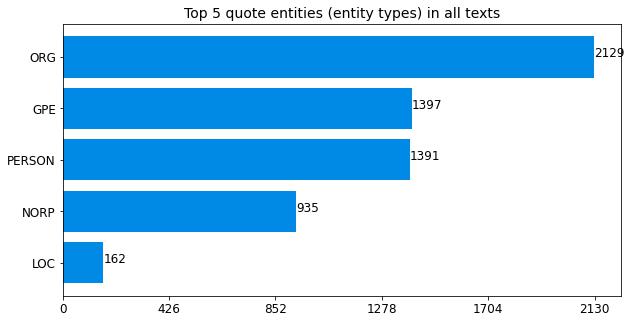 Top 5 quote entities (entity types) in all texts
ORG 2129
GPE 1397
PERSON 1391
NORP 935
LOC 162
0 426 852 1278 1704 2130